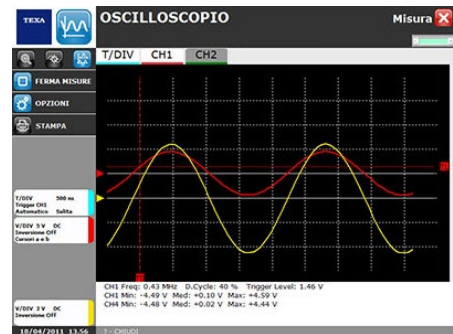 TEXA
OSCILLOSCOPIO
Misura
T/DIV CH1 CH2
FERMA MISURE
OPZIONI
STAMPA
T/DIV 500 ns
Trigger CH1
Automatico Salita
V/DIV 5 V DC
Inversione Off
Cursori a e b
V/DIV 2 V DC
Inversione Off
CH1 Freq: 0.43 MHz D.Cycle: 40 % Trigger Level: 1.46 V
CH1 Min: -4.49 V Med: +0.10 V Max: +4.59 V
CH4 Min: -4.48 V Med: +0.02 V Max: +4.44 V
18/04/2011 13.56
? - CHIUDI